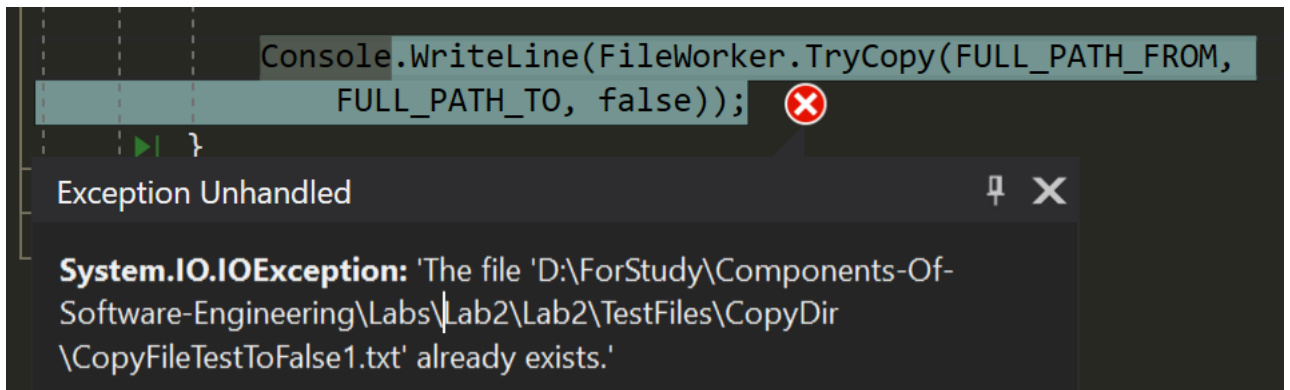 Console.WriteLine(FileWorker.TryCopy(FULL_PATH_FROM,
FULL_PATH_TO, false));
}
Exception Unhandled
System.IO.IOException: 'The file 'D:\ForStudy\Components-Of-
Software-Engineering\Labs\Lab2\Lab2\TestFiles\CopyDir
\CopyFileTestToFalse1.txt' already exists.'